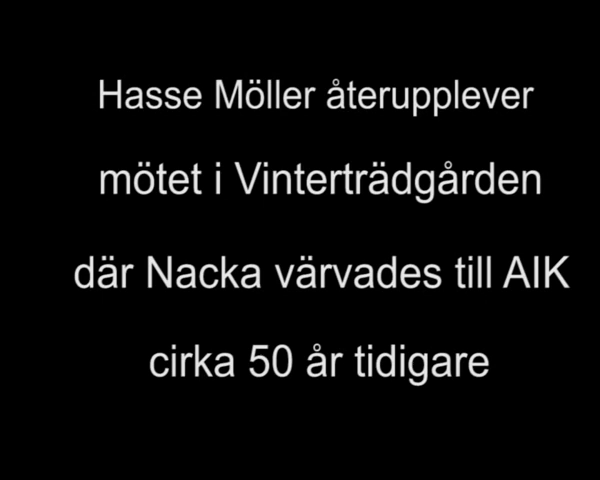 Hasse Möller återupplever
mötet i Vinterträdgården
där Nacka värvades till AIK
cirka 50 år tidigare